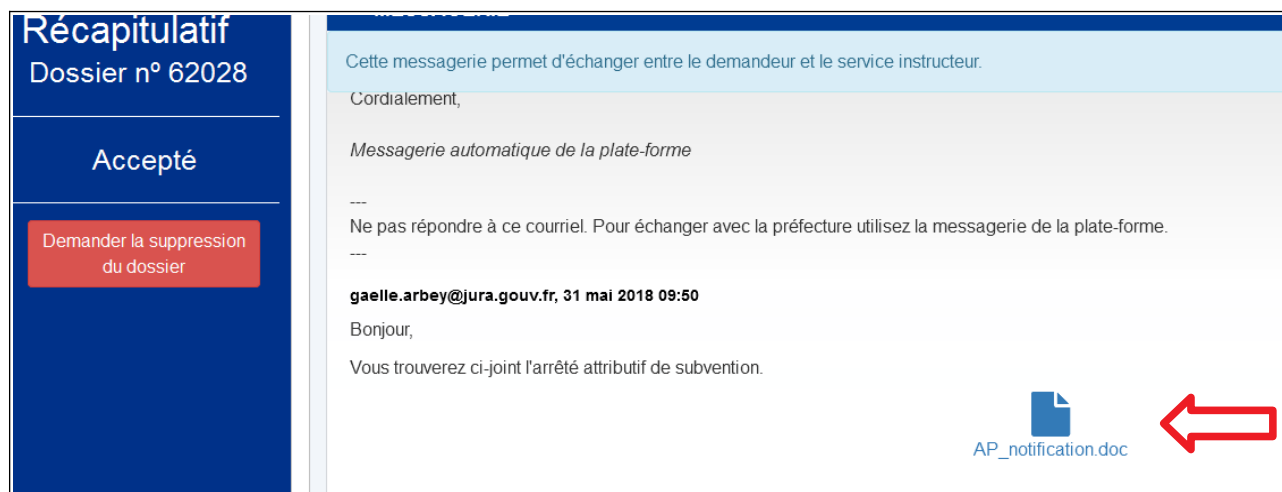 Récapitulatif
Dossier nº 62028
Accepté
Demander la suppression
du dossier
MESSAGERIE
Cette messagerie permet d'échanger entre le demandeur et le service instructeur.
Cordialement,
Messagerie automatique de la plate-forme
---
Ne pas répondre à ce courriel. Pour échanger avec la préfecture utilisez la messagerie de la plate-forme.
---
gaelle.arbey@jura.gouv.fr, 31 mai 2018 09:50
Bonjour,
Vous trouverez ci-joint l'arrêté attributif de subvention.
AP_notification.doc